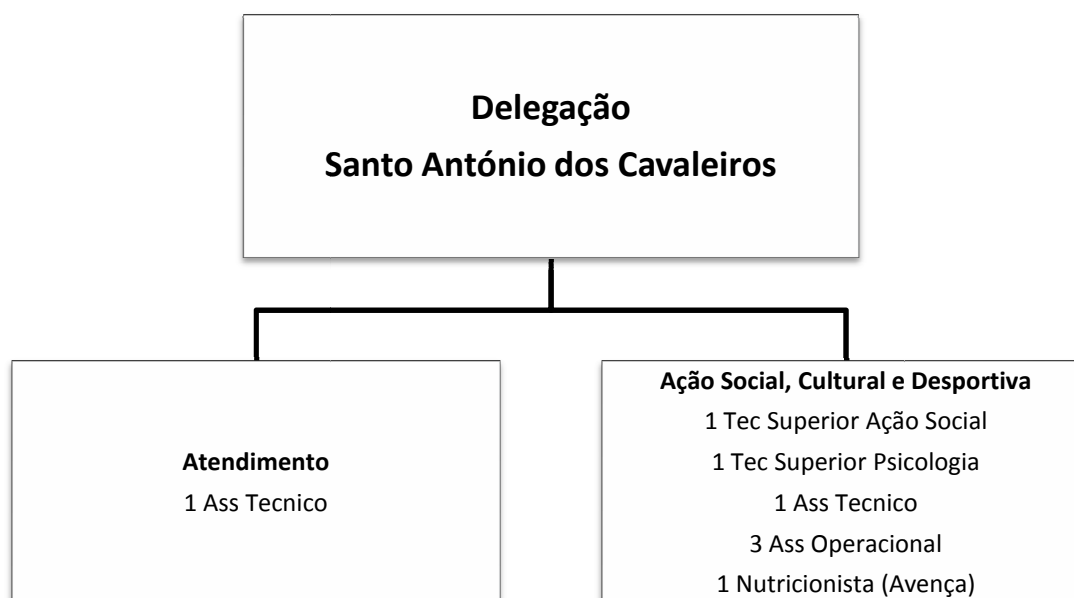 Delegação
Santo António dos Cavaleiros
Atendimento
1 Ass Tecnico
Ação Social, Cultural e Desportiva
1 Tec Superior Ação Social
1 Tec Superior Psicologia
1 Ass Tecnico
3 Ass Operacional
1 Nutricionista (Avença)